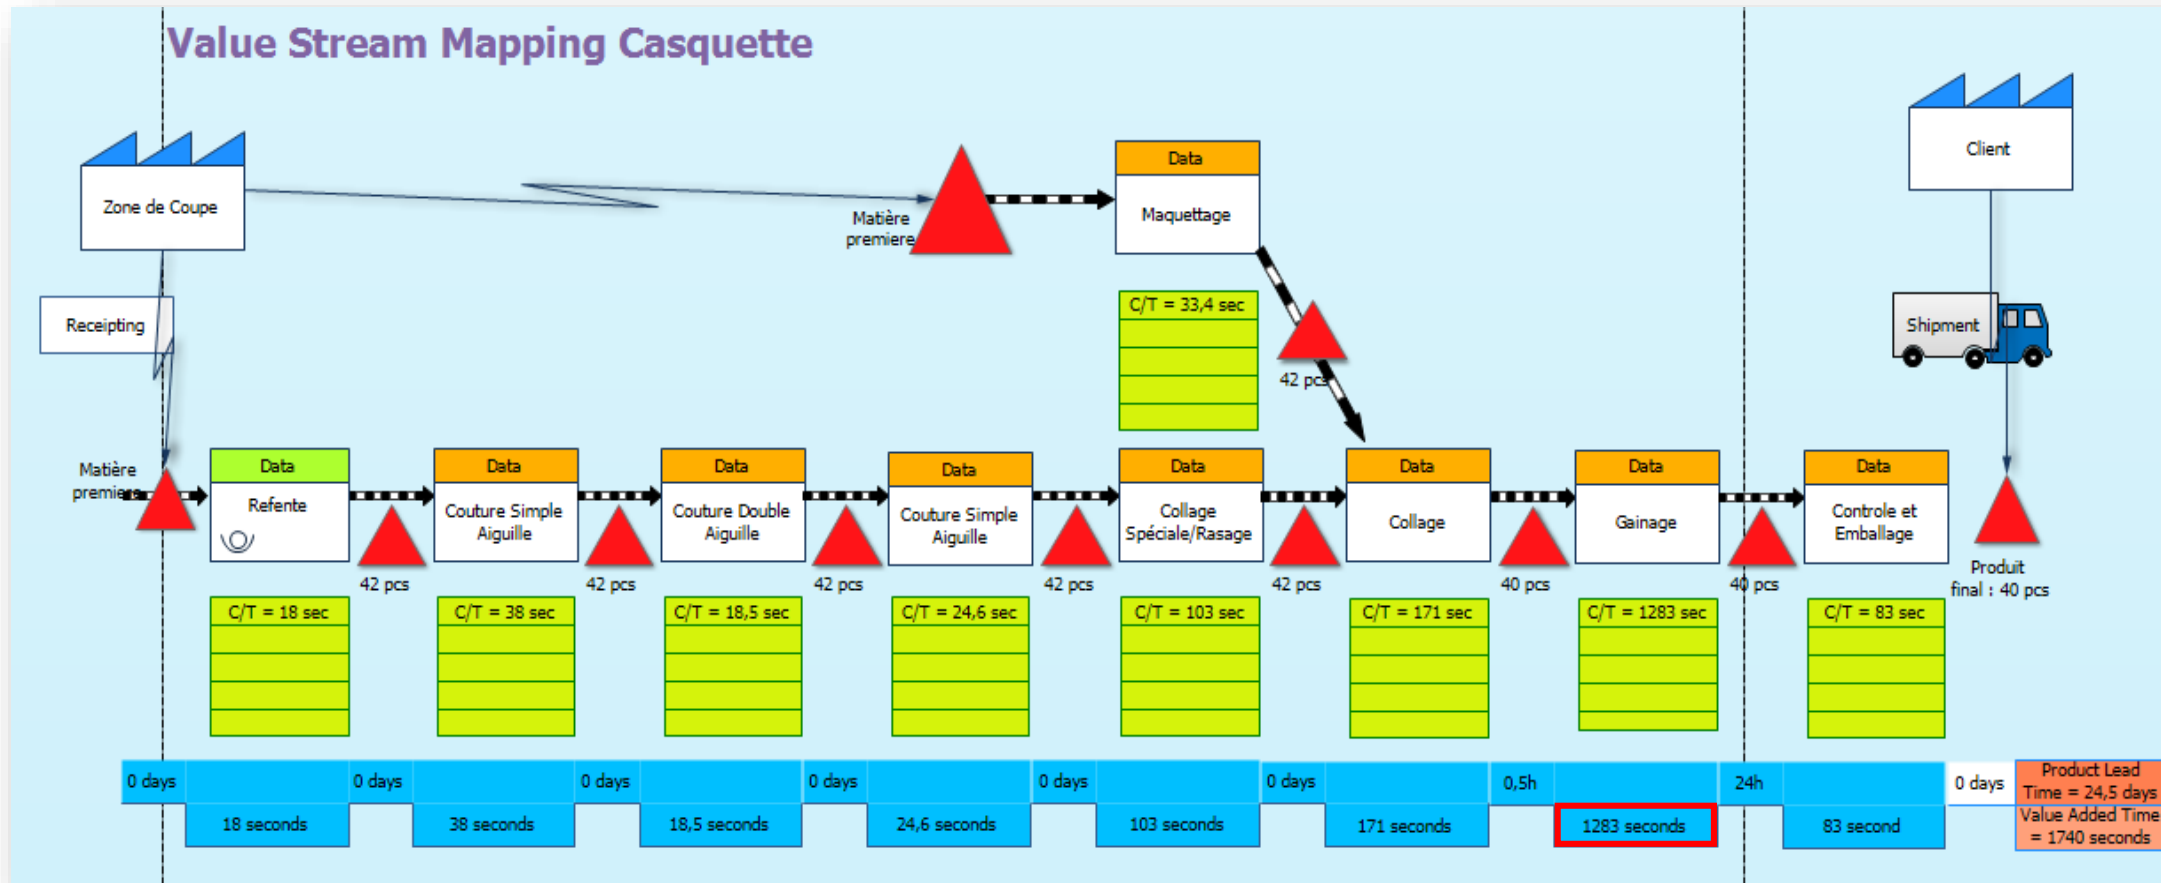 Value Stream Mapping Casquette
Zone de Coupe
Receipting
Matière
premiere
Data
Maquettage
C/T = 33,4 sec
42 pcs
Client
Shipment
Matière
premiere
Data
Refente
C/T = 18 sec
42 pcs
Data
Couture Simple
Aiguille
C/T = 38 sec
42 pcs
Data
Couture Double
Aiguille
C/T = 18,5 sec
42 pcs
Data
Couture Simple
Aiguille
C/T = 24,6 sec
42 pcs
Data
Collage
Spéciale/Rasage
C/T = 103 sec
42 pcs
Data
Collage
C/T = 171 sec
40 pcs
Data
Gainage
C/T = 1283 sec
40 pcs
Data
Controle et
Emballage
C/T = 83 sec
Produit
final : 40 pcs
0 days
18 seconds
0 days
38 seconds
0 days
18,5 seconds
0 days
24,6 seconds
0 days
103 seconds
0 days
171 seconds
0,5h
1283 seconds
24h
83 second
0 days
Product Lead
Time = 24,5 days
Value Added Time
= 1740 seconds